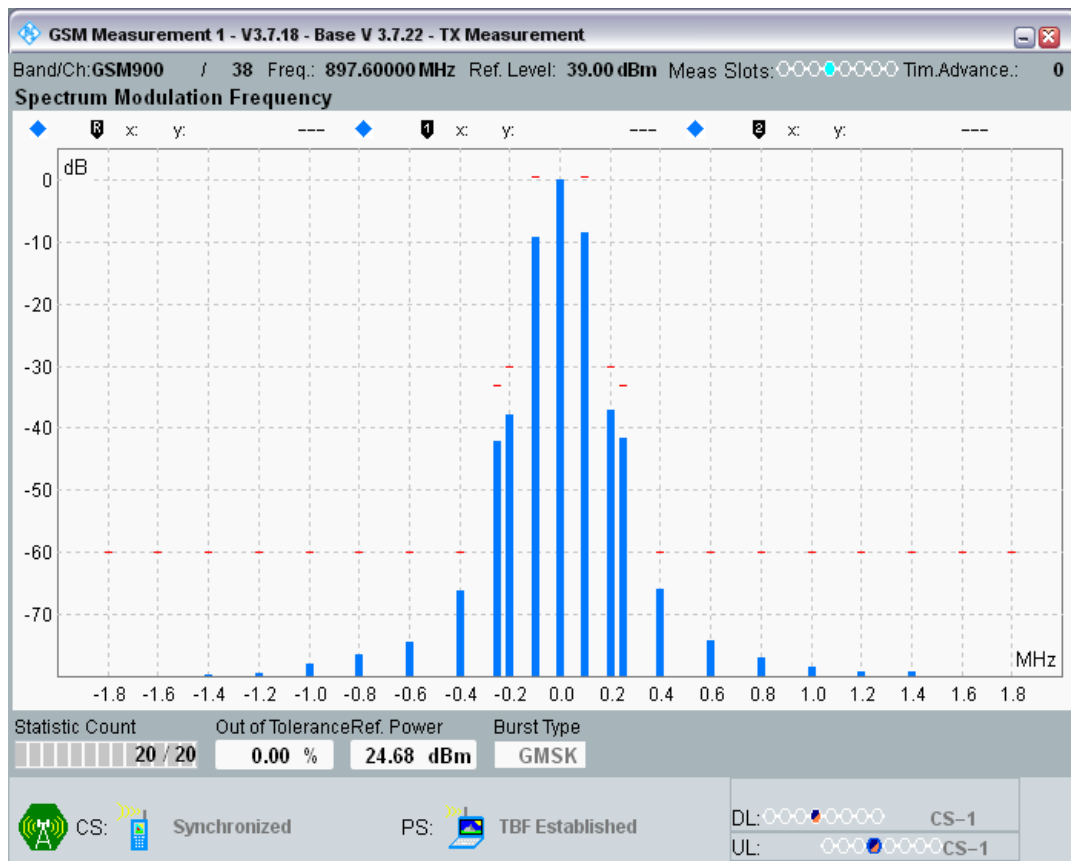 GSM Measurement 1 - V3.7.18 - Base V 3.7.22 - TX Measurement
Band/Ch:GSM900 / 38 Freq.: 897.60000 MHz Ref. Level: 39.00 dBm Meas Slots: Tim.Advance.: 0
Spectrum Modulation Frequency
R x: y: --- 1 x: y: --- 2 x: y: ---
dB
0
-10
-20
-30
-40
-50
-60
-70
MHz
-1.8 -1.6 -1.4 -1.2 -1.0 -0.8 -0.6 -0.4 -0.2 0.0 0.2 0.4 0.6 0.8 1.0 1.2 1.4 1.6 1.8
Statistic Count Out of Tolerance Ref. Power Burst Type
20 / 20 0.00 % 24.68 dBm GMSK
CS: Synchronized PS: TBF Established
DL: CS-1
UL: CS-1